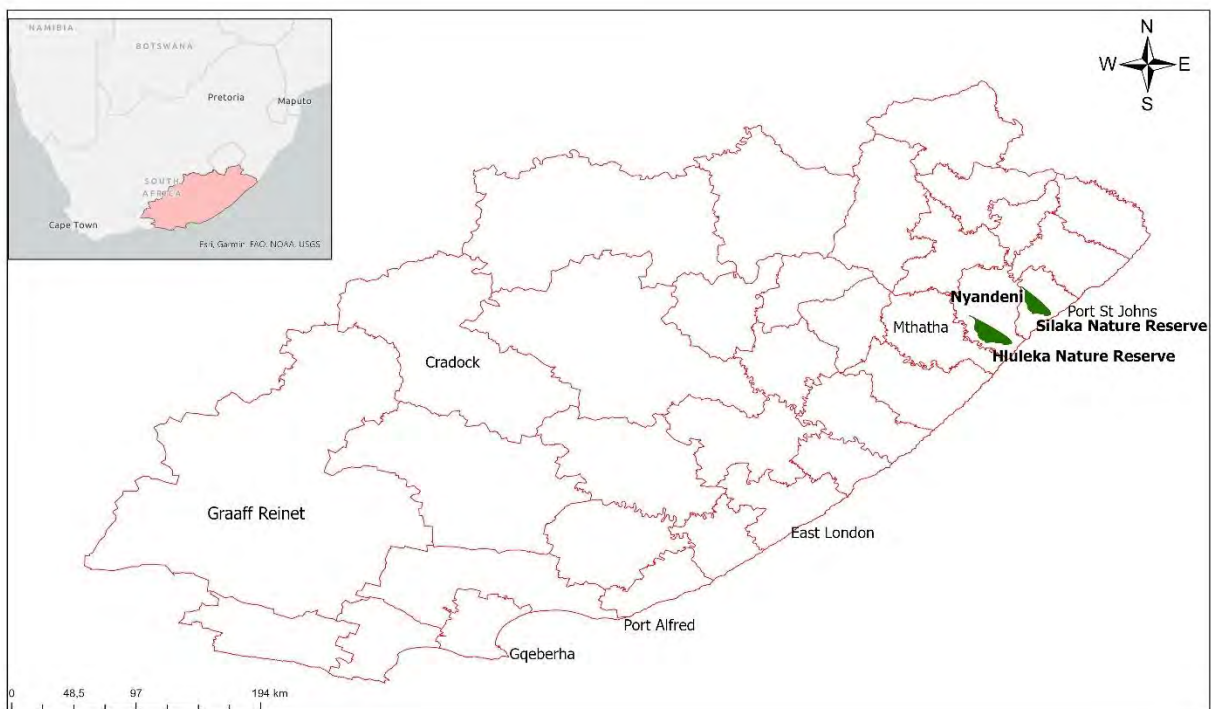 NAMIBIA
BOTSWANA
Pretoria
Maputo
SOUTH
AFRICA
Cape Town
Esri, Garmin, FAO, NOAA, USGS
N
W E
S
Nyandeni
Port St Johns
Mthatha
Silaka Nature Reserve
Hluleka Nature Reserve
Cradock
Graaff Reinet
East London
Port Alfred
Gqeberha
0 48,5 97 194 km